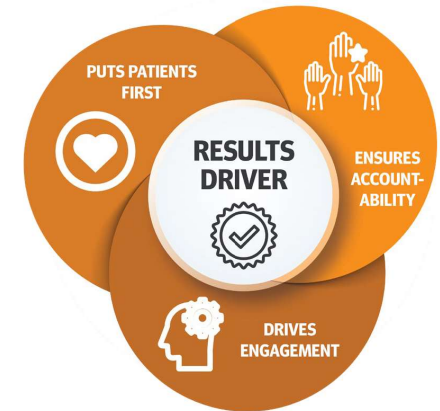 PUTS PATIENTS
FIRST
RESULTS
DRIVER
ENSURES
ACCOUNT-
ABILITY
DRIVES
ENGAGEMENT